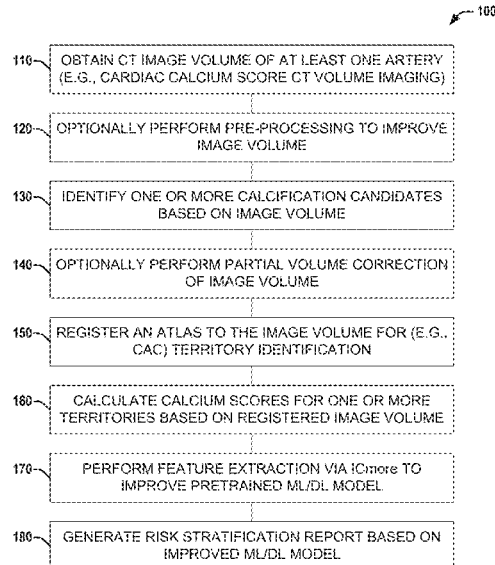 100
110
OBTAIN CT IMAGE VOLUME OF AT LEAST ONE ARTERY
(E.G., CARDIAC CALCIUM SCORE CT VOLUME IMAGING)
120
OPTIONALLY PERFORM PRE-PROCESSING TO IMPROVE
IMAGE VOLUME
130
IDENTIFY ONE OR MORE CALCIFICATION CANDIDATES
BASED ON IMAGE VOLUME
140
OPTIONALLY PERFORM PARTIAL VOLUME CORRECTION
OF IMAGE VOLUME
150
REGISTER AN ATLAS TO THE IMAGE VOLUME FOR (E.G.,
CAC) TERRITORY IDENTIFICATION
160
CALCULATE CALCIUM SCORES FOR ONE OR MORE
TERRITORIES BASED ON REGISTERED IMAGE VOLUME
170
PERFORM FEATURE EXTRACTION VIA ICmore TO
IMPROVE PRETRAINED ML/DL MODEL
180
GENERATE RISK STRATIFICATION REPORT BASED ON
IMPROVED ML/DL MODEL